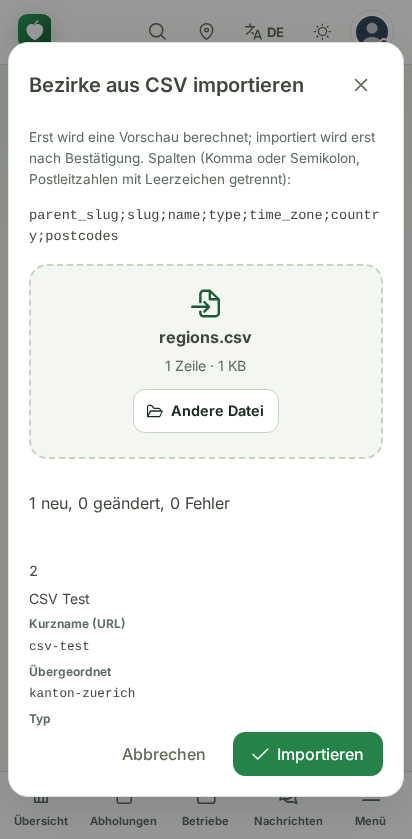 DE
Bezirke aus CSV importieren
Erst wird eine Vorschau berechnet; importiert wird erst
nach Bestätigung. Spalten (Komma oder Semikolon,
Postleitzahlen mit Leerzeichen getrennt):
parent_slug;slug;name;type;time_zone;countr
y;postcodes
regions.csv
1 Zeile · 1 KB
Andere Datei
1 neu, 0 geändert, 0 Fehler
2
CSV Test
Kurzname (URL)
csv-test
Übergeordnet
kanton-zuerich
Typ
Abbrechen
Importieren
Übersicht
Abholungen
Betriebe
Nachrichten
Menü